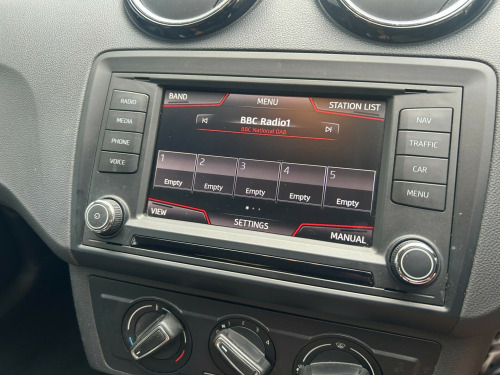 BAND
MENU
STATION LIST
BBC Radio1
BBC National DAB
1 2 3 4 5
Empty Empty Empty Empty Empty
VIEW
SETTINGS
MANUAL
RADIO
MEDIA
PHONE
VOICE
NAV
TRAFFIC
CAR
MENU